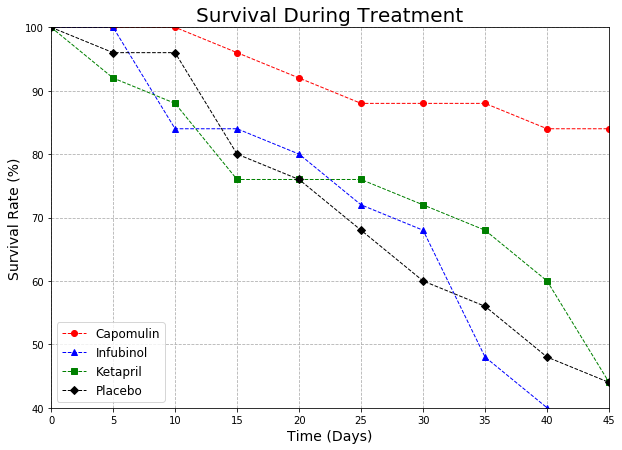 Survival During Treatment
100
90
80
70
60
50
40
Survival Rate (%)
Capomulin
Infubinol
Ketapril
Placebo
0 5 10 15 20 25 30 35 40 45
Time (Days)